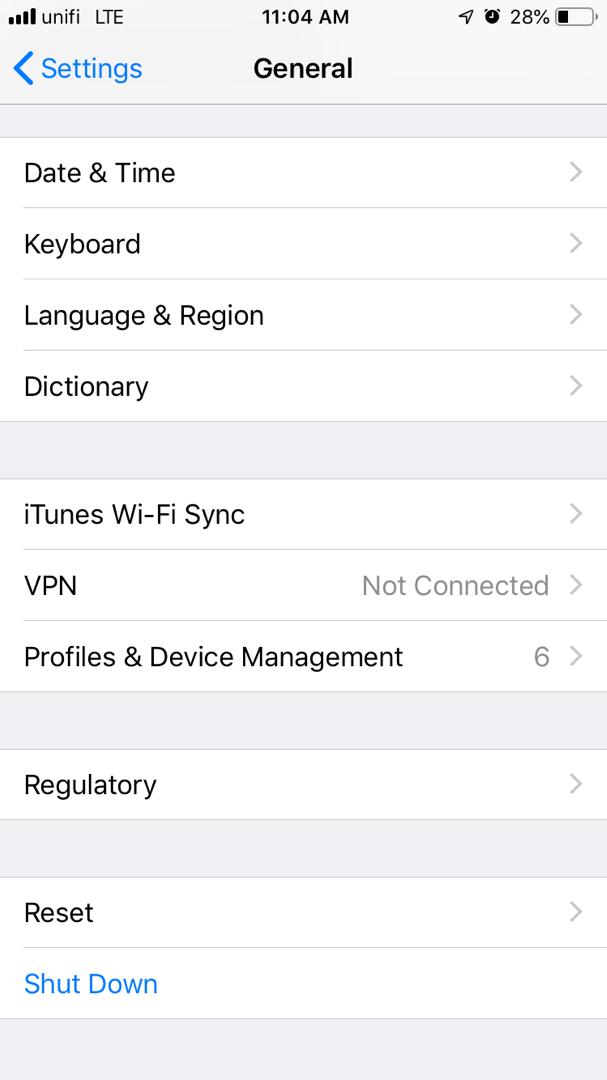 unifi LTE 11:04 AM 28%
Settings General
Date & Time
Keyboard
Language & Region
Dictionary
iTunes Wi-Fi Sync
VPN Not Connected
Profiles & Device Management 6
Regulatory
Reset
Shut Down